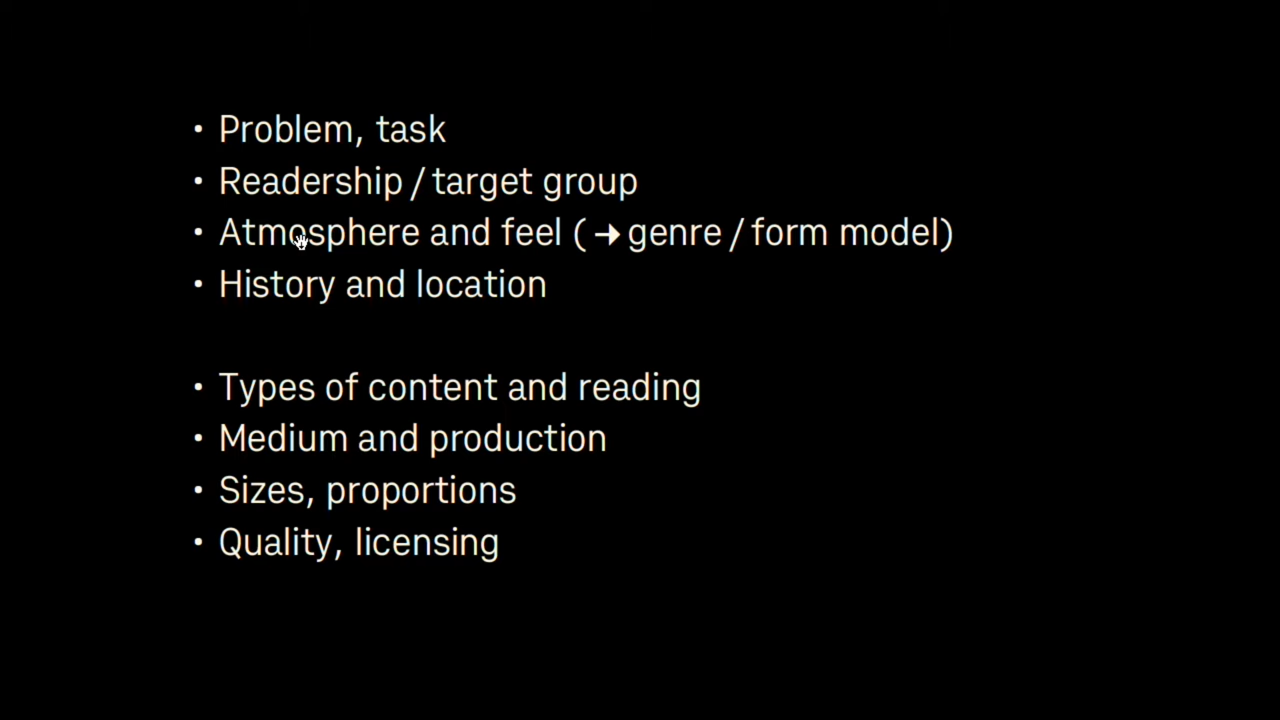 • Problem, task
• Readership / target group
• Atmosphere and feel (→ genre / form model)
• History and location
• Types of content and reading
• Medium and production
• Sizes, proportions
• Quality, licensing